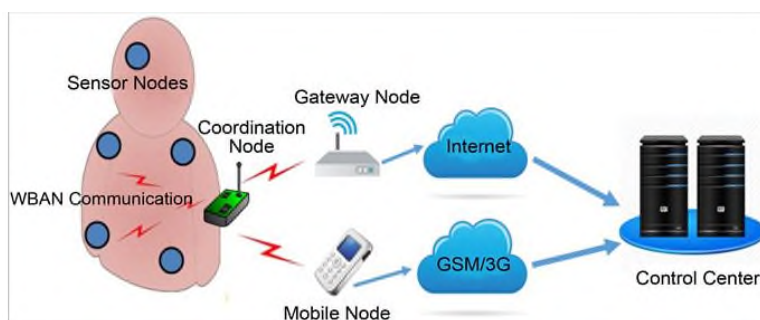 Sensor Nodes
Gateway Node
Coordination
Node
Internet
WBAN Communication
GSM/3G
Control Center
Mobile Node